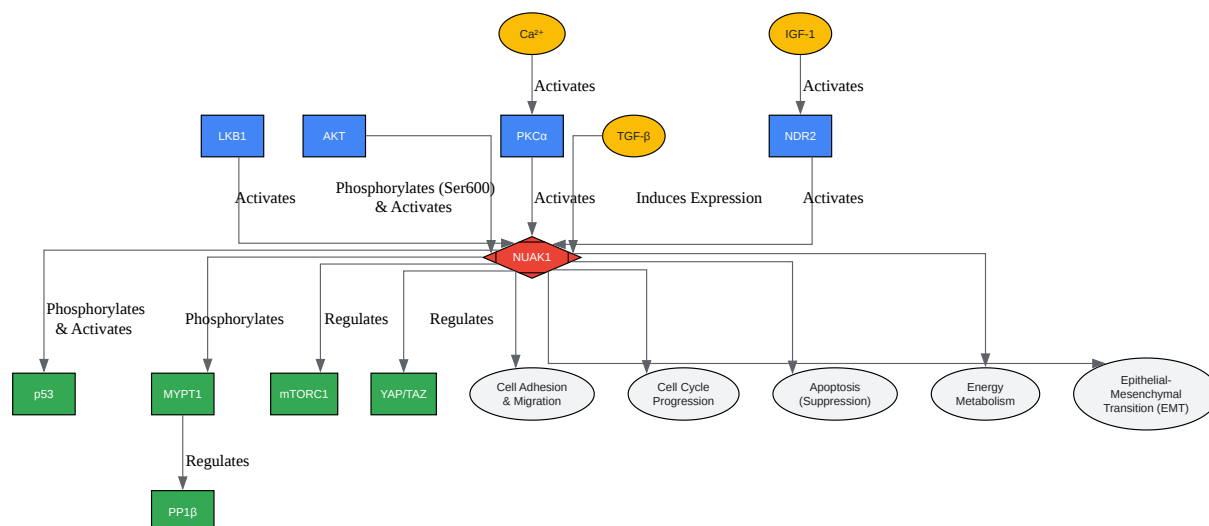 Ca²⁺
IGF-1
Activates
Activates
LKB1
AKT
PKCα
TGF-β
NDR2
Activates
Phosphorylates (Ser600)
& Activates
Activates
Induces Expression
Activates
NUAK1
Phosphorylates
& Activates
Phosphorylates
Regulates
Regulates
p53
MYPT1
mTORC1
YAP/TAZ
Cell Adhesion
& Migration
Cell Cycle
Progression
Apoptosis
(Suppression)
Energy
Metabolism
Epithelial-
Mesenchymal
Transition (EMT)
Regulates
PP1β